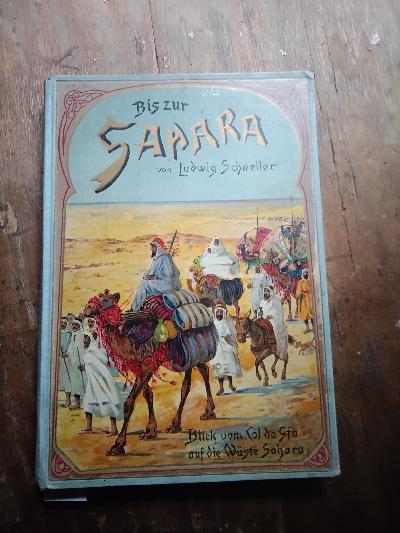 Bis zur
SAHARA
von Ludwig Schneller
Blick vom Col de Sfa
auf die Wüste Sahara.